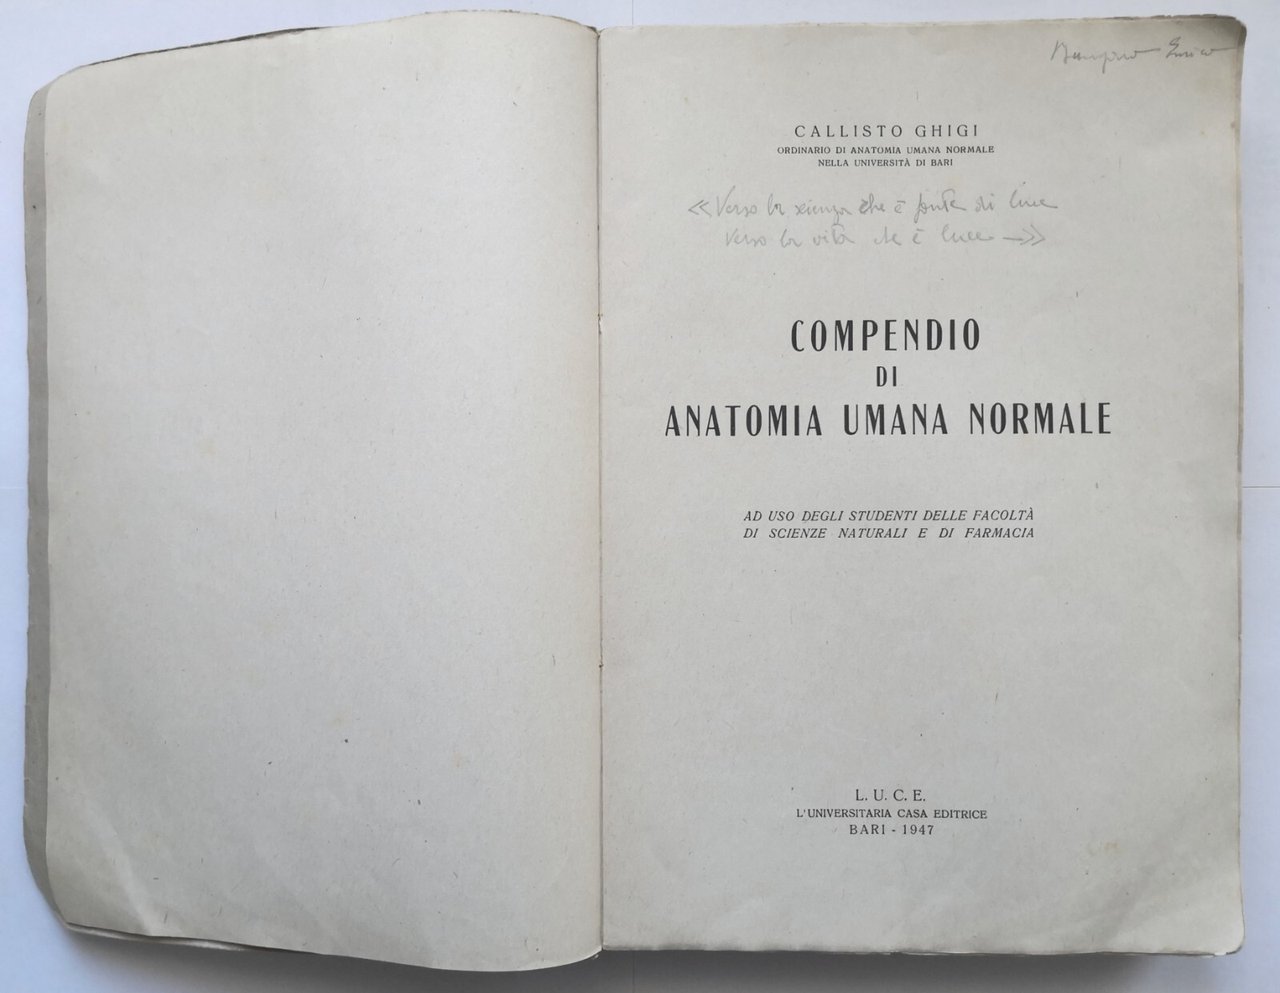 Enrico
CALLISTO GHIGI
ORDINARIO DI ANATOMIA UMANA NORMALE
NELLA UNIVERSITÀ DI BARI
«Verso la scienza che è fonte di luce
Verso la vita che è luce —»
COMPENDIO
DI
ANATOMIA UMANA NORMALE
AD USO DEGLI STUDENTI DELLE FACOLTÀ
DI SCIENZE NATURALI E DI FARMACIA
L. U. C. E.
L'UNIVERSITARIA CASA EDITRICE
BARI - 1947